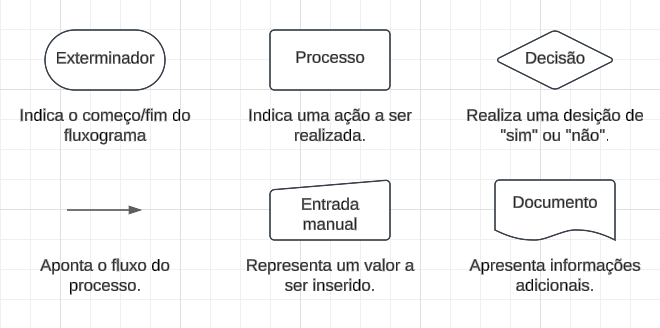 Exterminador
Processo
Decisão
Indica o começo/fim do
fluxograma
Indica uma ação a ser
realizada.
Realiza uma desição de
"sim" ou "não".
Entrada
manual
Documento
Aponta o fluxo do
processo.
Representa um valor a
ser inserido.
Apresenta informações
adicionais.